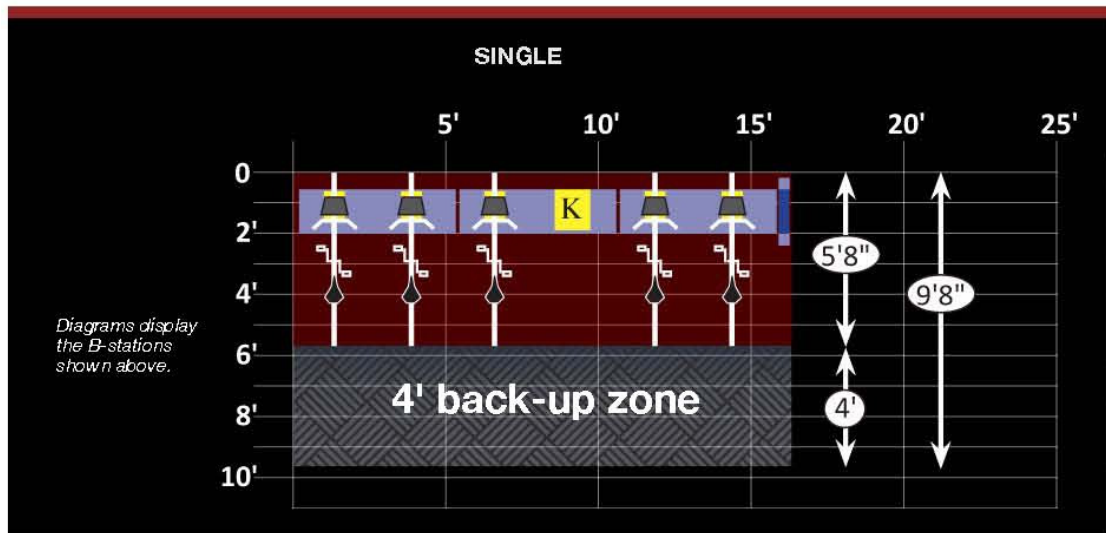 SINGLE
5' 10' 15' 20' 25'
0
2'
4'
6'
8'
10'
K
5'8"
9'8"
4'
Diagrams display
the B-stations
shown above.
4' back-up zone